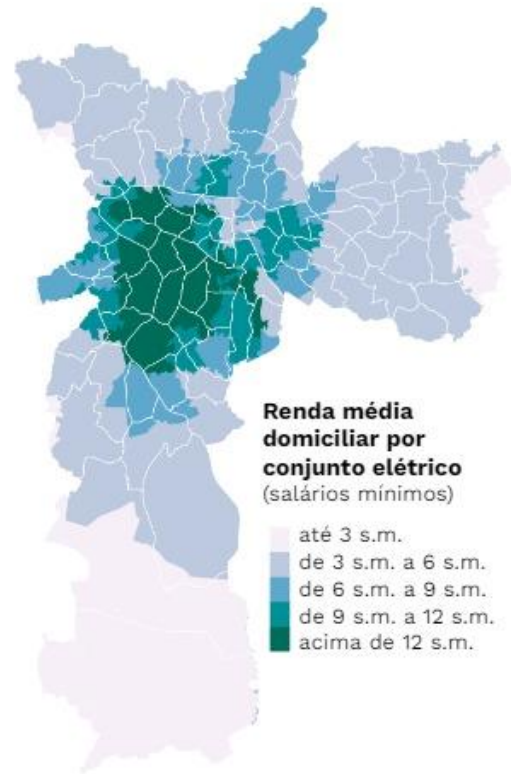 Renda média
domiciliar por
conjunto elétrico
(salários mínimos)
até 3 s.m.
de 3 s.m. a 6 s.m.
de 6 s.m. a 9 s.m.
de 9 s.m. a 12 s.m.
acima de 12 s.m.